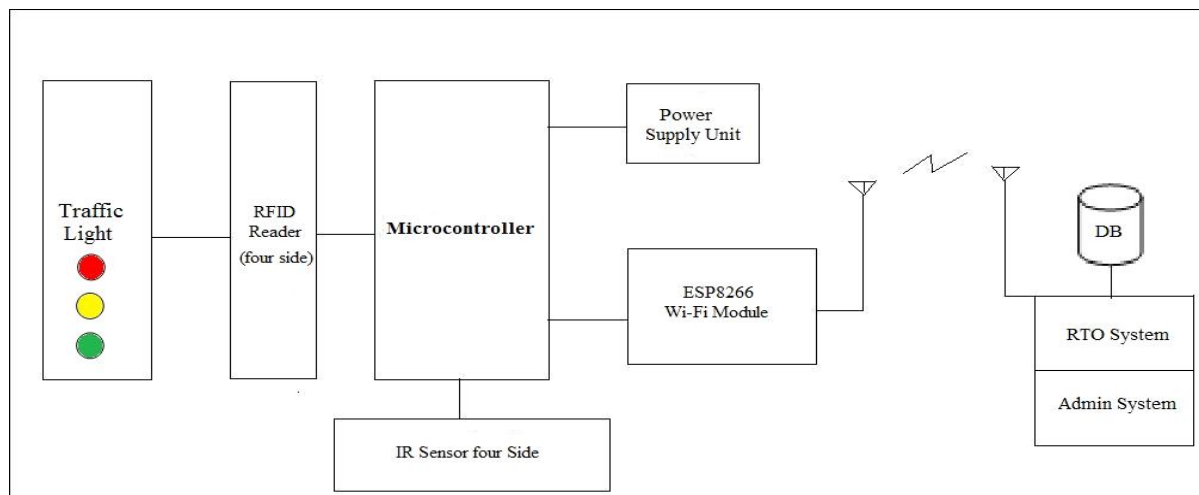 Traffic
Light
RFID
Reader
(four side)
Microcontroller
Power
Supply Unit
ESP8266
Wi-Fi Module
IR Sensor four Side
DB
RTO System
Admin System